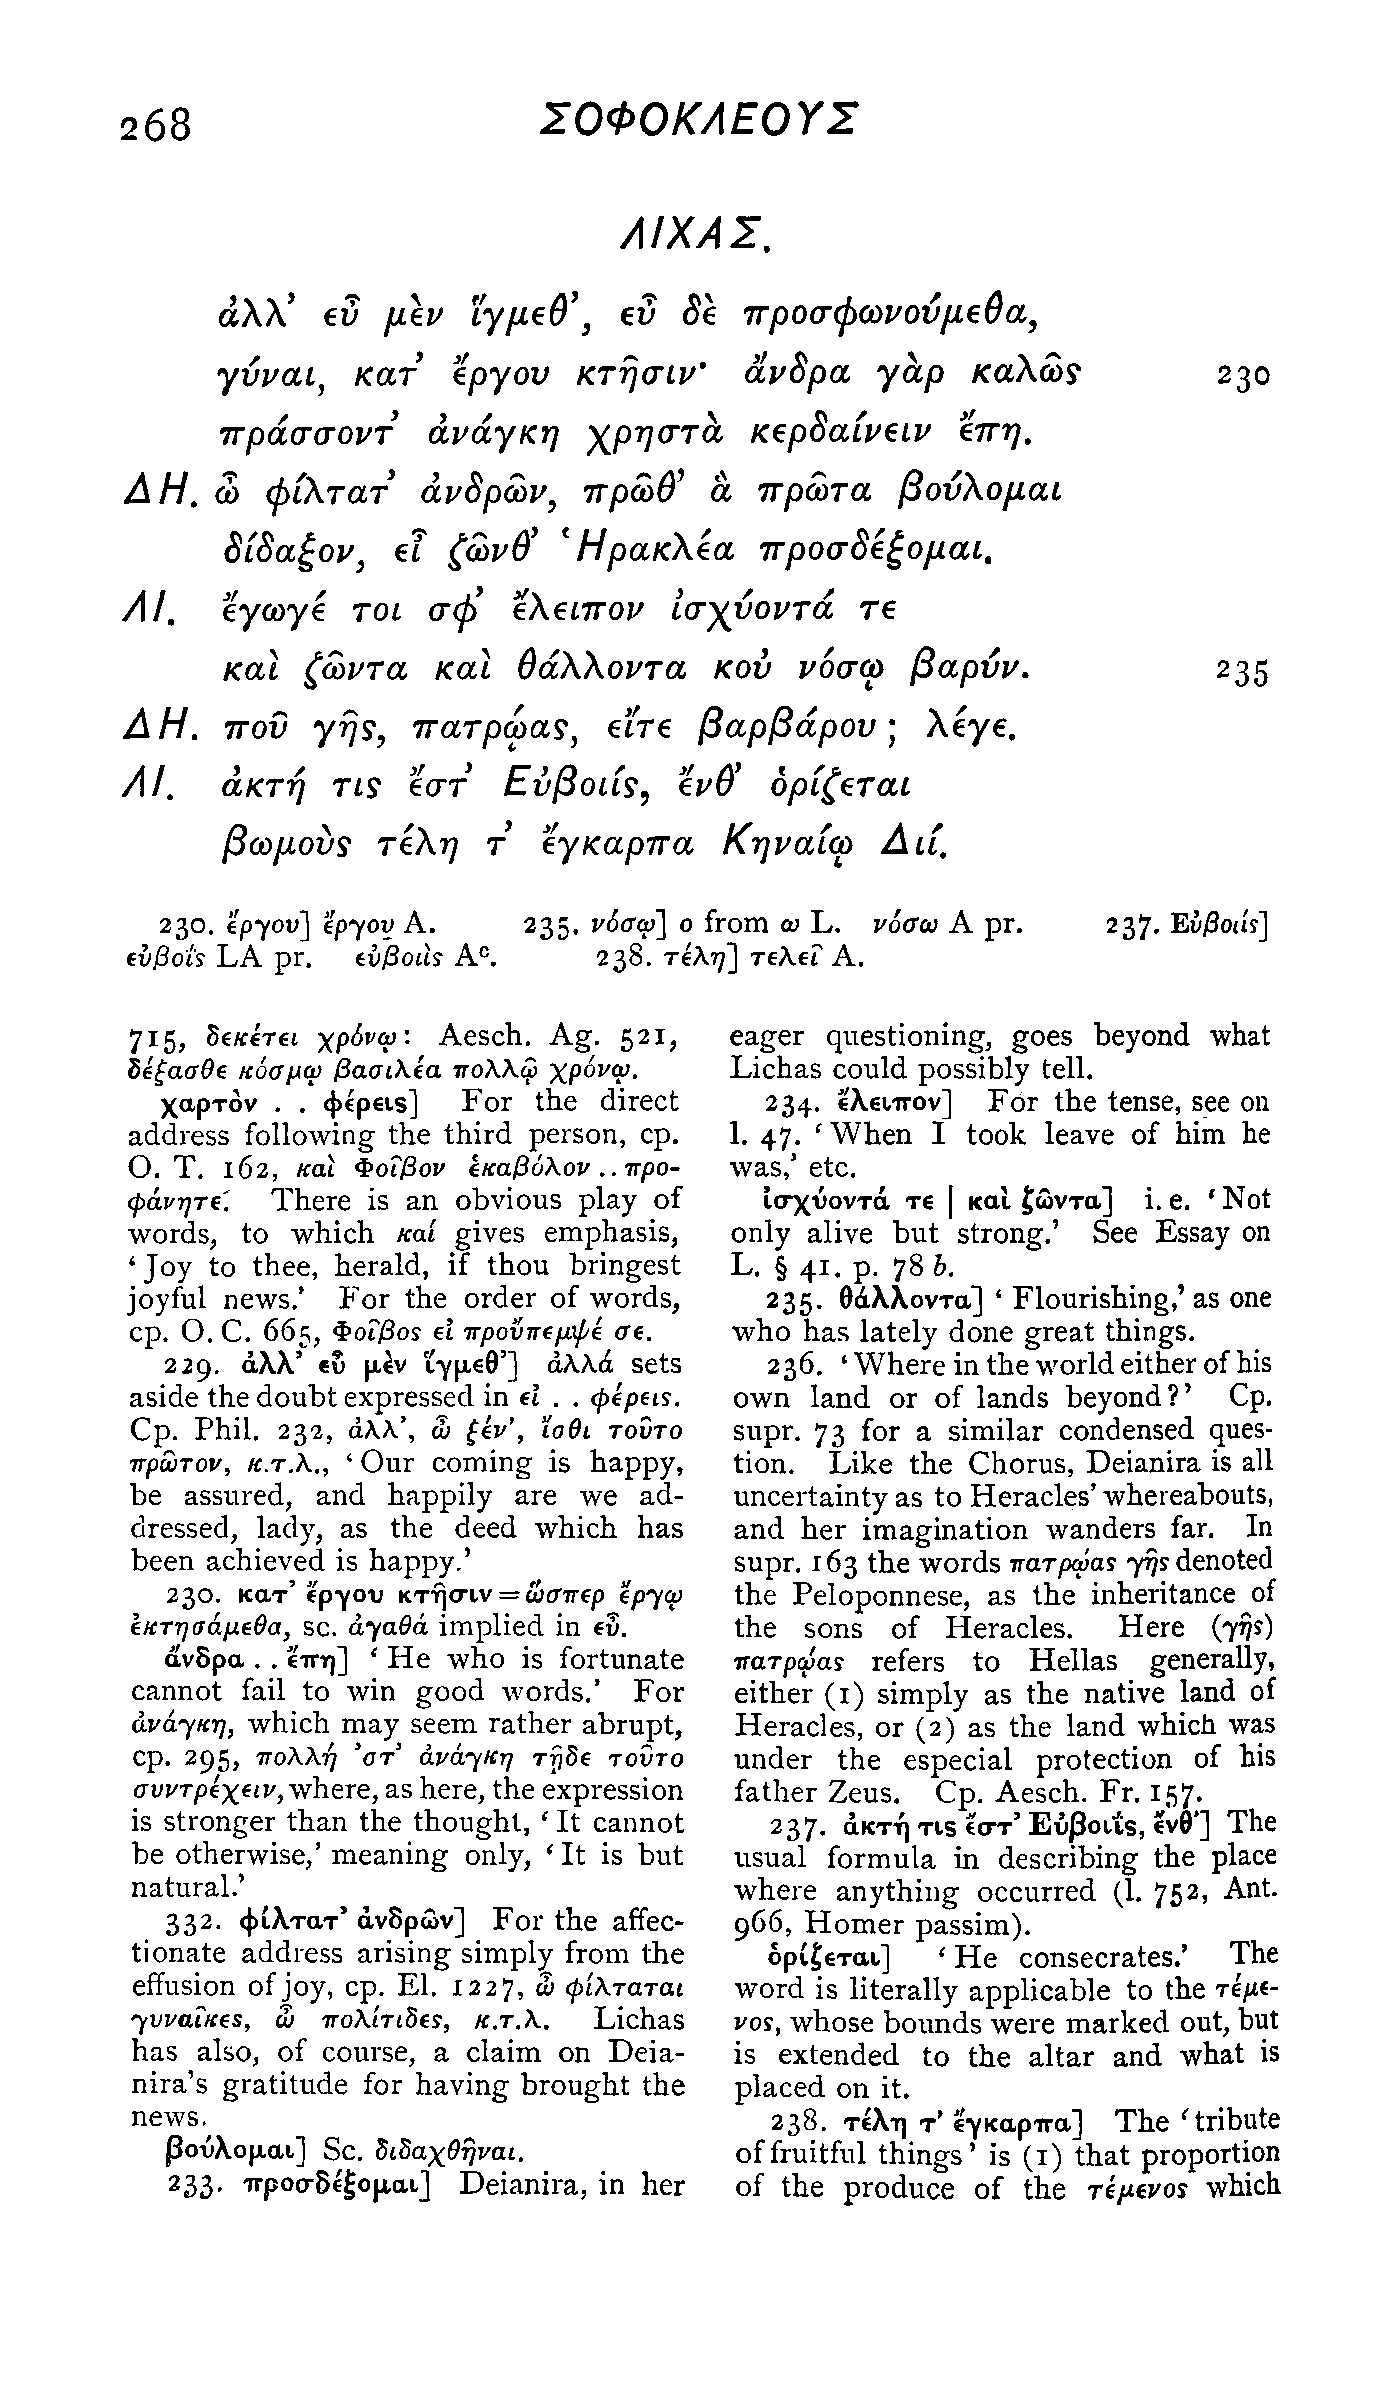 268
ΣΟΦΟΚΛΕΟΥΣ
ΛΙΧΑΣ.
ἀλλ’ εὖ μὲν ἵγμεθ’, εὖ δὲ προσφωνούμεθα,
γύναι, κατ’ ἔργου κτῆσιν· ἄνδρα γὰρ καλῶς 230
πράσσοντ’ ἀνάγκη χρηστὰ κερδαίνειν ἔπη.
ΔΗ. ὦ φίλτατ’ ἀνδρῶν, πρῶθ’ ἃ πρῶτα βούλομαι
δίδαξον, εἰ ζῶνθ’ Ἡρακλέα προσδέξομαι.
ΛΙ. ἔγωγέ τοι σφ’ ἔλειπον ἰσχύοντά τε
καὶ ζῶντα καὶ θάλλοντα κοὐ νόσῳ βαρύν. 235
ΔΗ. ποῦ γῆς, πατρῴας, εἴτε βαρβάρου; λέγε.
ΛΙ. ἀκτή τις ἔστ’ Εὐβοιίς, ἔνθ’ ὁρίζεται
βωμοὺς τέλη τ’ ἔγκαρπα Κηναίῳ Διί.
230. ἔργου] ἔργου A. 235. νόσῳ] ο from ω L. νόσω A pr. 237. Εὐβοιίς]
εὐβοΐς LA pr. εὐβοιὶς Aᶜ. 238. τέλη] τελεῖ A.
715, δεκέτει χρόνῳ: Aesch. Ag. 521,
δέξασθε κόσμῳ βασιλέα πολλῷ χρόνῳ.
χαρτὸν . . φέρεις] For the direct
address following the third person, cp.
O. T. 162, καὶ Φοῖβον ἑκαβόλον . . προ-
φάνητε. There is an obvious play of
words, to which καί gives emphasis,
‘Joy to thee, herald, if thou bringest
joyful news.’ For the order of words,
cp. O. C. 665, Φοῖβος εἰ προὔπεμψέ σε.
229. ἀλλ’ εὖ μὲν ἵγμεθ’] ἀλλά sets
aside the doubt expressed in εἰ . . φέρεις.
Cp. Phil. 232, ἀλλ’, ὦ ξέν’, ἴσθι τοῦτο
πρῶτον, κ.τ.λ., ‘Our coming is happy,
be assured, and happily are we ad-
dressed, lady, as the deed which has
been achieved is happy.’
230. κατ’ ἔργου κτῆσιν = ὥσπερ ἔργῳ
ἐκτησάμεθα, sc. ἀγαθά implied in εὖ.
ἄνδρα . . ἔπη] ‘He who is fortunate
cannot fail to win good words.’ For
ἀνάγκη, which may seem rather abrupt,
cp. 295, πολλή ’στ’ ἀνάγκη τῇδε τοῦτο
συντρέχειν, where, as here, the expression
is stronger than the thought, ‘It cannot
be otherwise,’ meaning only, ‘It is but
natural.’
332. φίλτατ’ ἀνδρῶν] For the affec-
tionate address arising simply from the
effusion of joy, cp. El. 1227, ὦ φίλταται
γυναῖκες, ὦ πολίτιδες, κ.τ.λ. Lichas
has also, of course, a claim on Deia-
nira’s gratitude for having brought the
news.
βούλομαι] Sc. διδαχθῆναι.
233. προσδέξομαι] Deianira, in her
eager questioning, goes beyond what
Lichas could possibly tell.
234. ἔλειπον] For the tense, see on
l. 47. ‘When I took leave of him he
was,’ etc.
ἰσχύοντά τε | καὶ ζῶντα] i. e. ‘Not
only alive but strong.’ See Essay on
L. § 41. p. 78 b.
235. θάλλοντα] ‘Flourishing,’ as one
who has lately done great things.
236. ‘Where in the world either of his
own land or of lands beyond?’ Cp.
supr. 73 for a similar condensed ques-
tion. Like the Chorus, Deianira is all
uncertainty as to Heracles’ whereabouts,
and her imagination wanders far. In
supr. 163 the words πατρῴας γῆς denoted
the Peloponnese, as the inheritance of
the sons of Heracles. Here (γῆς)
πατρῴας refers to Hellas generally,
either (1) simply as the native land of
Heracles, or (2) as the land which was
under the especial protection of his
father Zeus. Cp. Aesch. Fr. 157.
237. ἀκτή τις ἔστ’ Εὐβοιΐς, ἔνθ’] The
usual formula in describing the place
where anything occurred (l. 752, Ant.
966, Homer passim).
ὁρίζεται] ‘He consecrates.’ The
word is literally applicable to the τέμε-
νος, whose bounds were marked out, but
is extended to the altar and what is
placed on it.
238. τέλη τ’ ἔγκαρπα] The ‘tribute
of fruitful things’ is (1) that proportion
of the produce of the τέμενος which